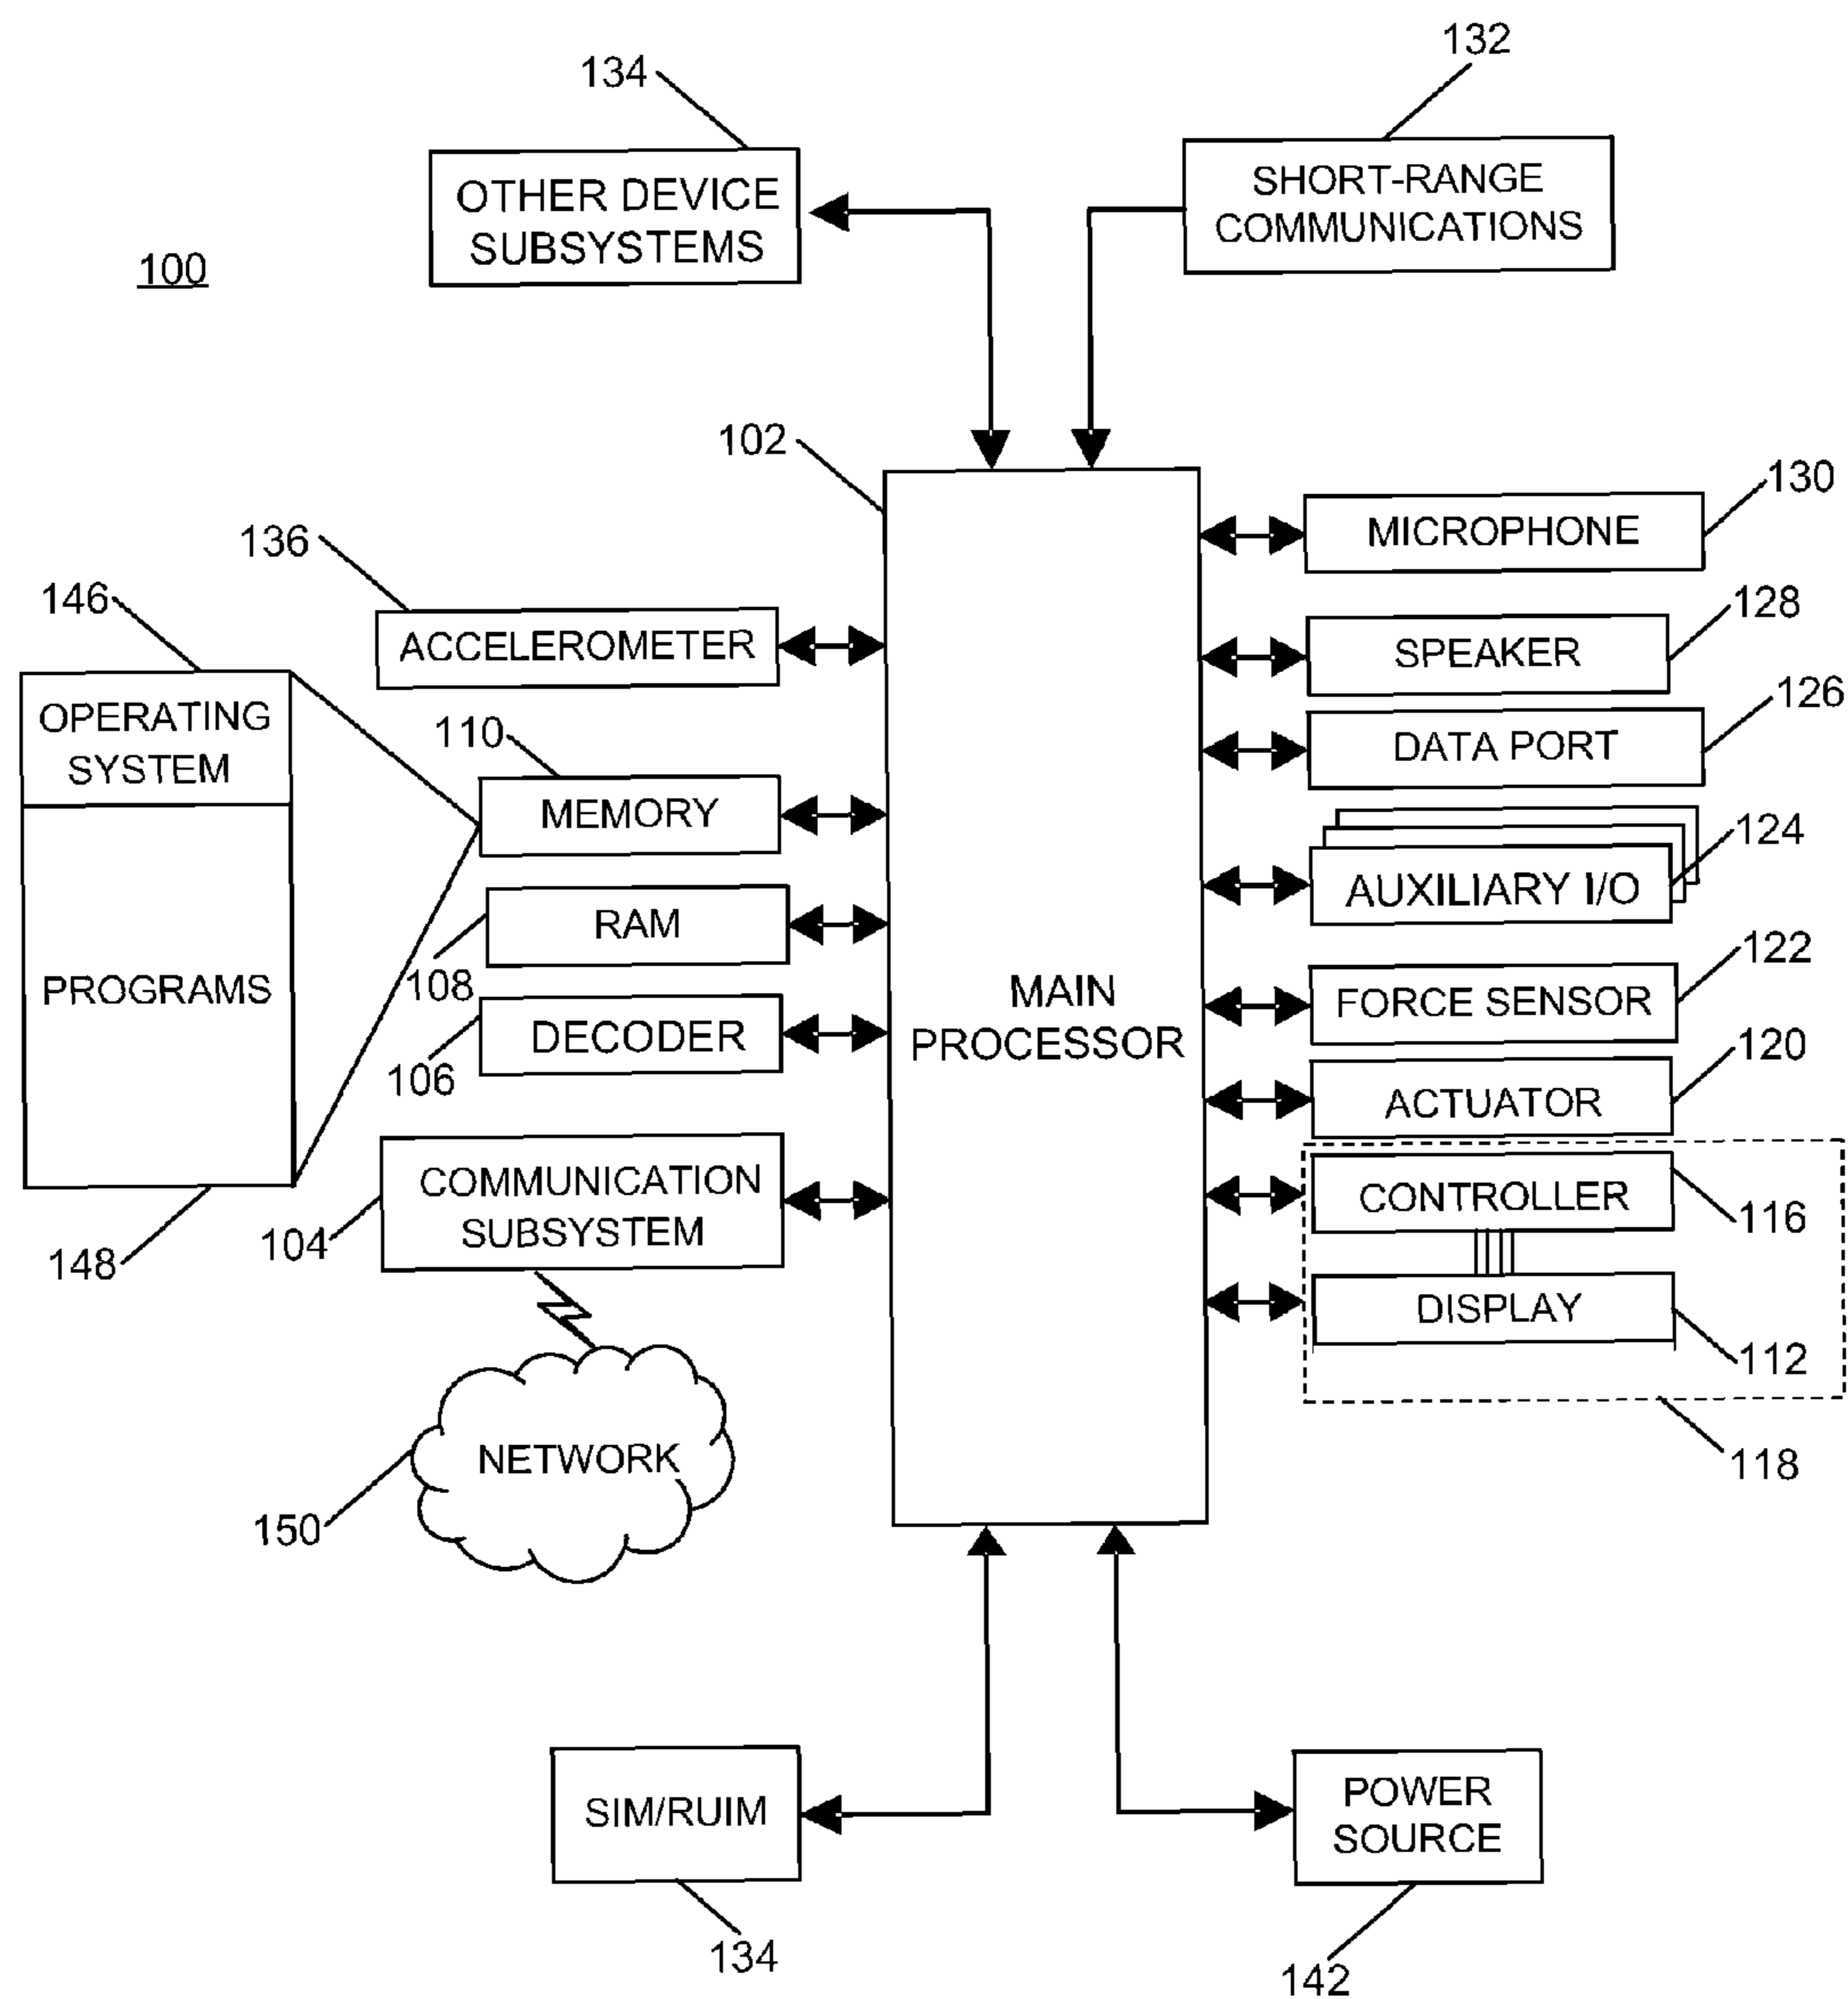 134
132
OTHER DEVICE
SUBSYSTEMS
SHORT-RANGE
COMMUNICATIONS
100
102
130
MICROPHONE
136
146
128
ACCELEROMETER
SPEAKER
OPERATING
SYSTEM
110
126
DATA PORT
MEMORY
124
AUXILIARY I/O
RAM
108
122
PROGRAMS
MAIN
PROCESSOR
FORCE SENSOR
DECODER
106
120
ACTUATOR
COMMUNICATION
SUBSYSTEM
CONTROLLER
116
104
148
DISPLAY
112
NETWORK
118
150
SIM/RUIM
POWER
SOURCE
134
142